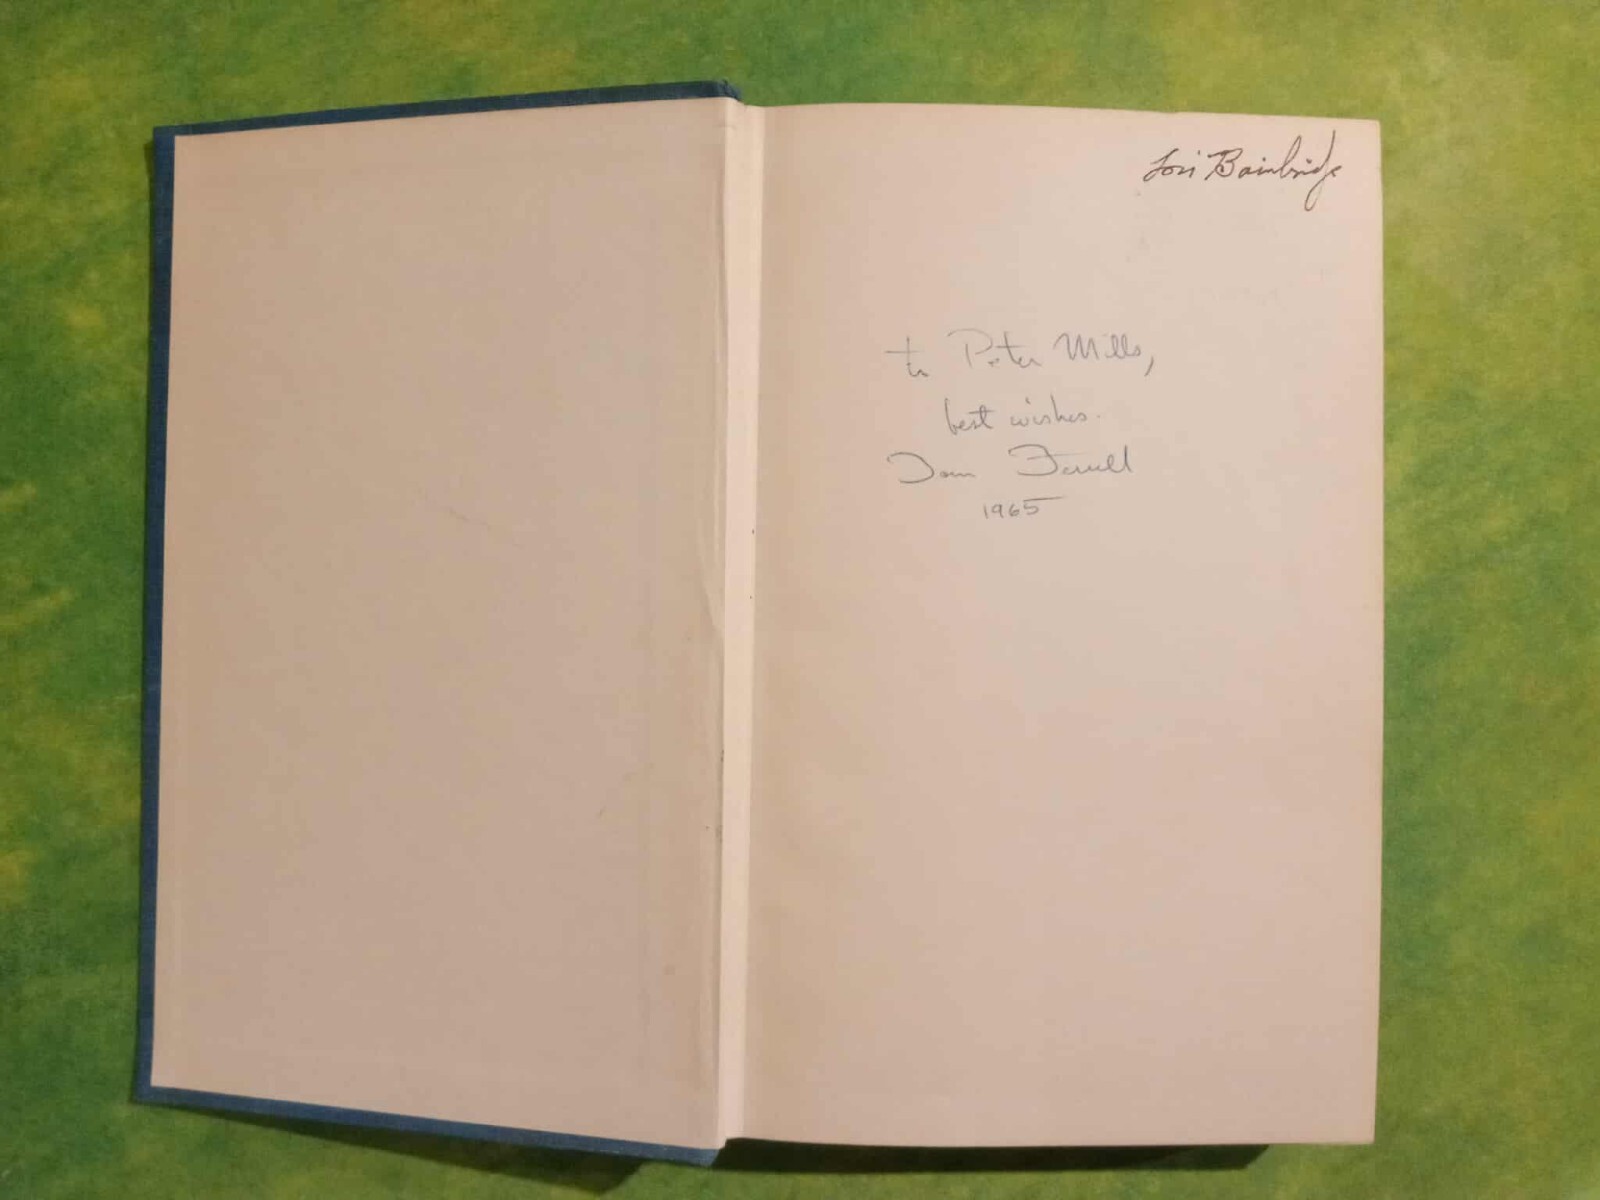 Lori Bainbridge
to Peter Mills,
best wishes.
Tom Farrell
1965